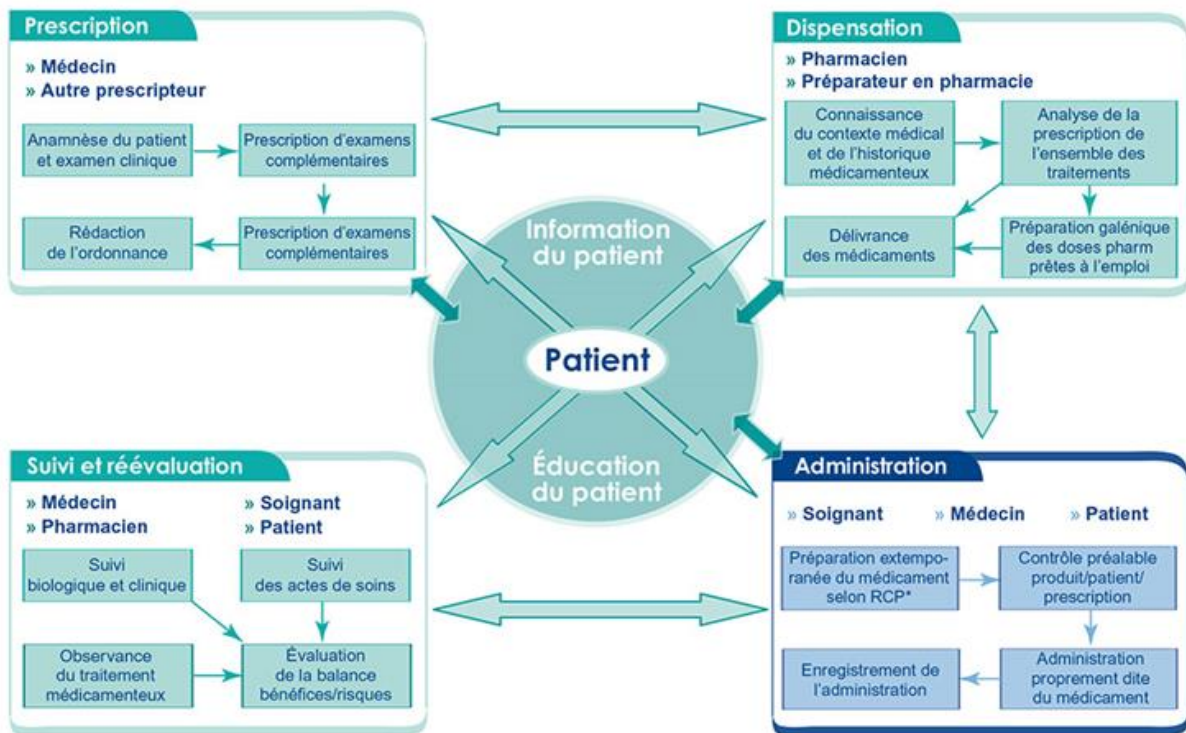 Prescription
» Médecin
» Autre prescripteur
Anamnèse du patient
et examen clinique
Prescription d'examens
complémentaires
Rédaction
de l'ordonnance
Prescription d'examens
complémentaires
Dispensation
» Pharmacien
» Préparateur en pharmacie
Connaissance
du contexte médical
et de l'historique
médicamenteux
Analyse de la
prescription de
l'ensemble des
traitements
Délivrance
des médicaments
Préparation galénique
des doses pharm
prêtes à l'emploi
Information
du patient
Patient
Éducation
du patient
Suivi et réévaluation
» Médecin
» Pharmacien
» Soignant
» Patient
Suivi
biologique et clinique
Suivi
des actes de soins
Observance
du traitement
médicamenteux
Évaluation
de la balance
bénéfices/risques
Administration
» Soignant
» Médecin
» Patient
Préparation extempo-
ranée du médicament
selon RCP*
Contrôle préalable
produit/patient/
prescription
Enregistrement de
l'administration
Administration
proprement dite
du médicament